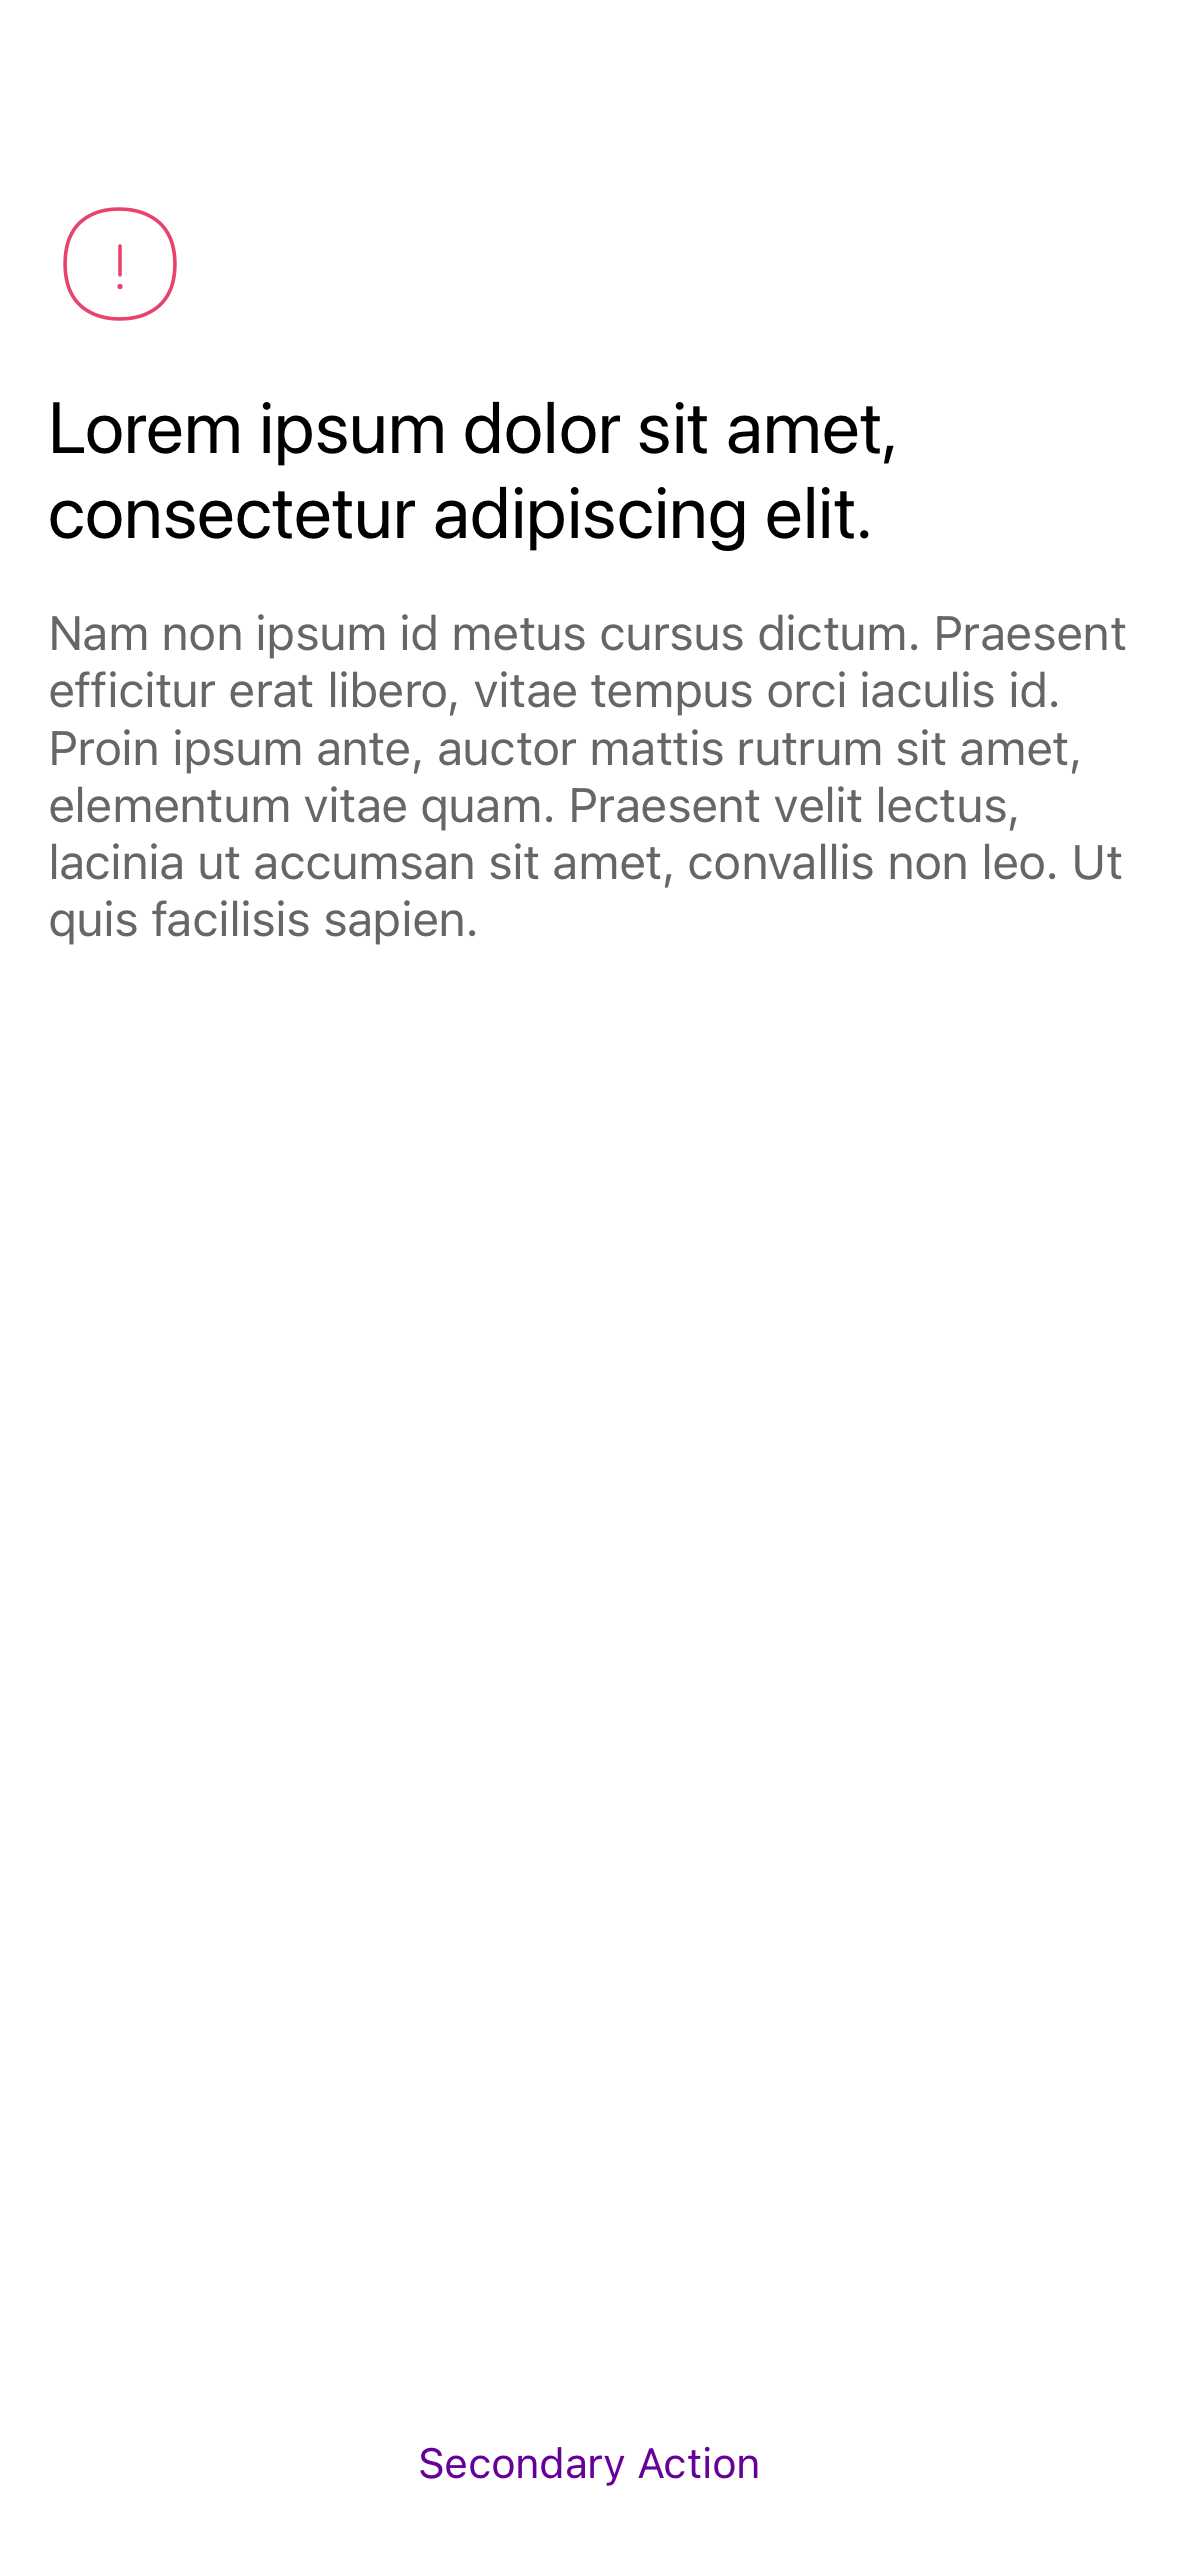 Lorem ipsum dolor sit amet,
consectetur adipiscing elit.
Nam non ipsum id metus cursus dictum. Praesent
efficitur erat libero, vitae tempus orci iaculis id.
Proin ipsum ante, auctor mattis rutrum sit amet,
elementum vitae quam. Praesent velit lectus,
lacinia ut accumsan sit amet, convallis non leo. Ut
quis facilisis sapien.
Secondary Action